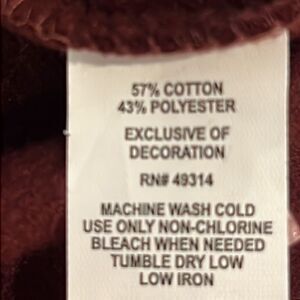 57% COTTON
43% POLYESTER
EXCLUSIVE OF
DECORATION
RN# 49314
MACHINE WASH COLD
USE ONLY NON-CHLORINE
BLEACH WHEN NEEDED
TUMBLE DRY LOW
LOW IRON